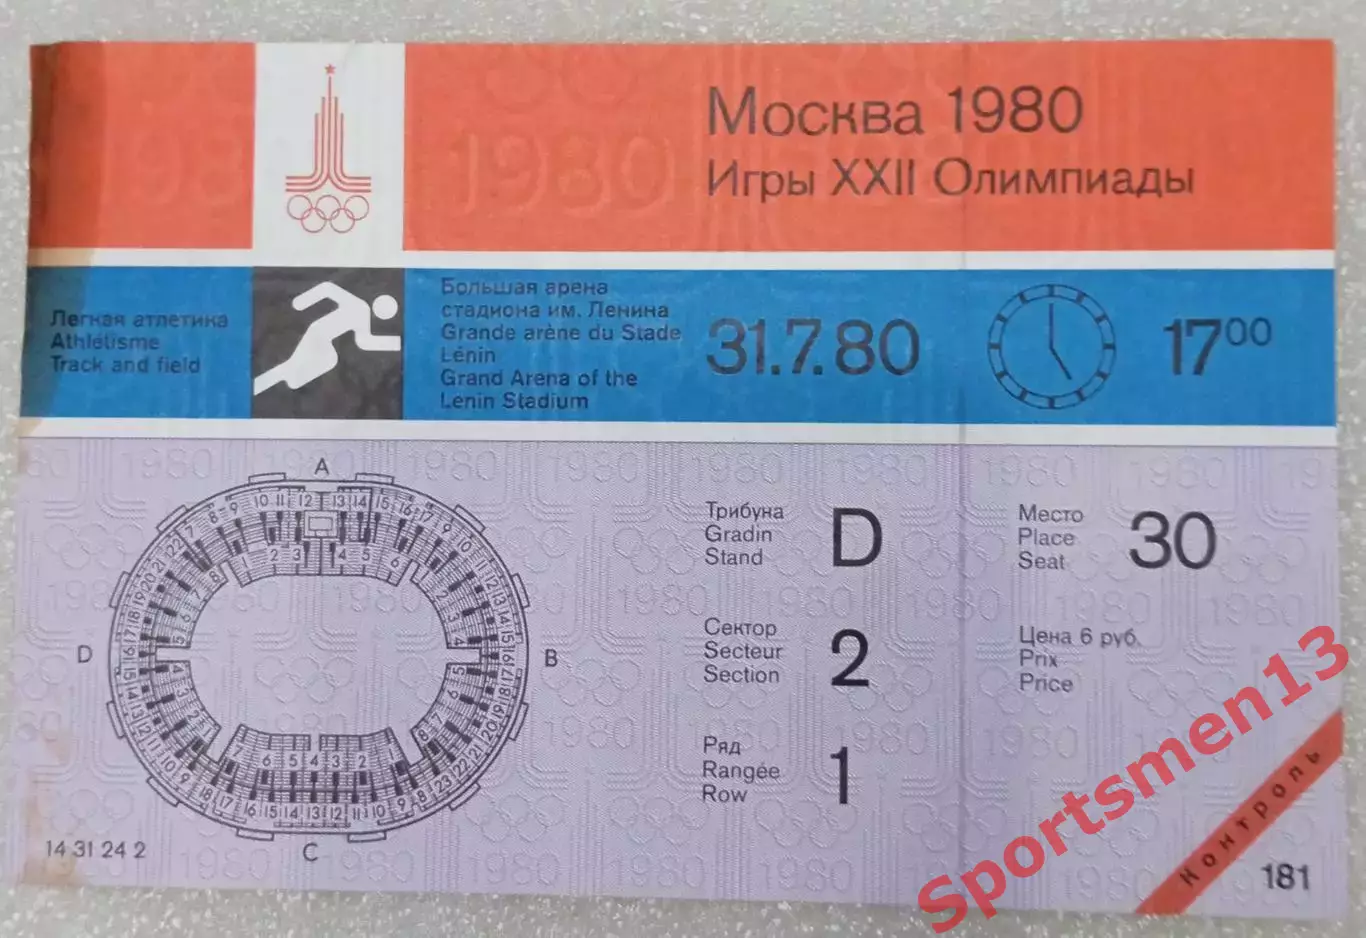 Москва 1980
Игры XXII Олимпиады
1980
Легкая атлетика
Athlétisme
Track and field
Большая арена
стадиона им. Ленина
Grande arène du Stade
Lénin
Grand Arena of the
Lenin Stadium
31.7.80
17⁰⁰
A
B
C
D
Трибуна
Gradin
Stand
D
Место
Place
Seat
30
Сектор
Secteur
Section
2
Цена 6 руб.
Prix
Price
Ряд
Rangée
Row
1
14 31 24 2
Контроль
181
Sportsmen13